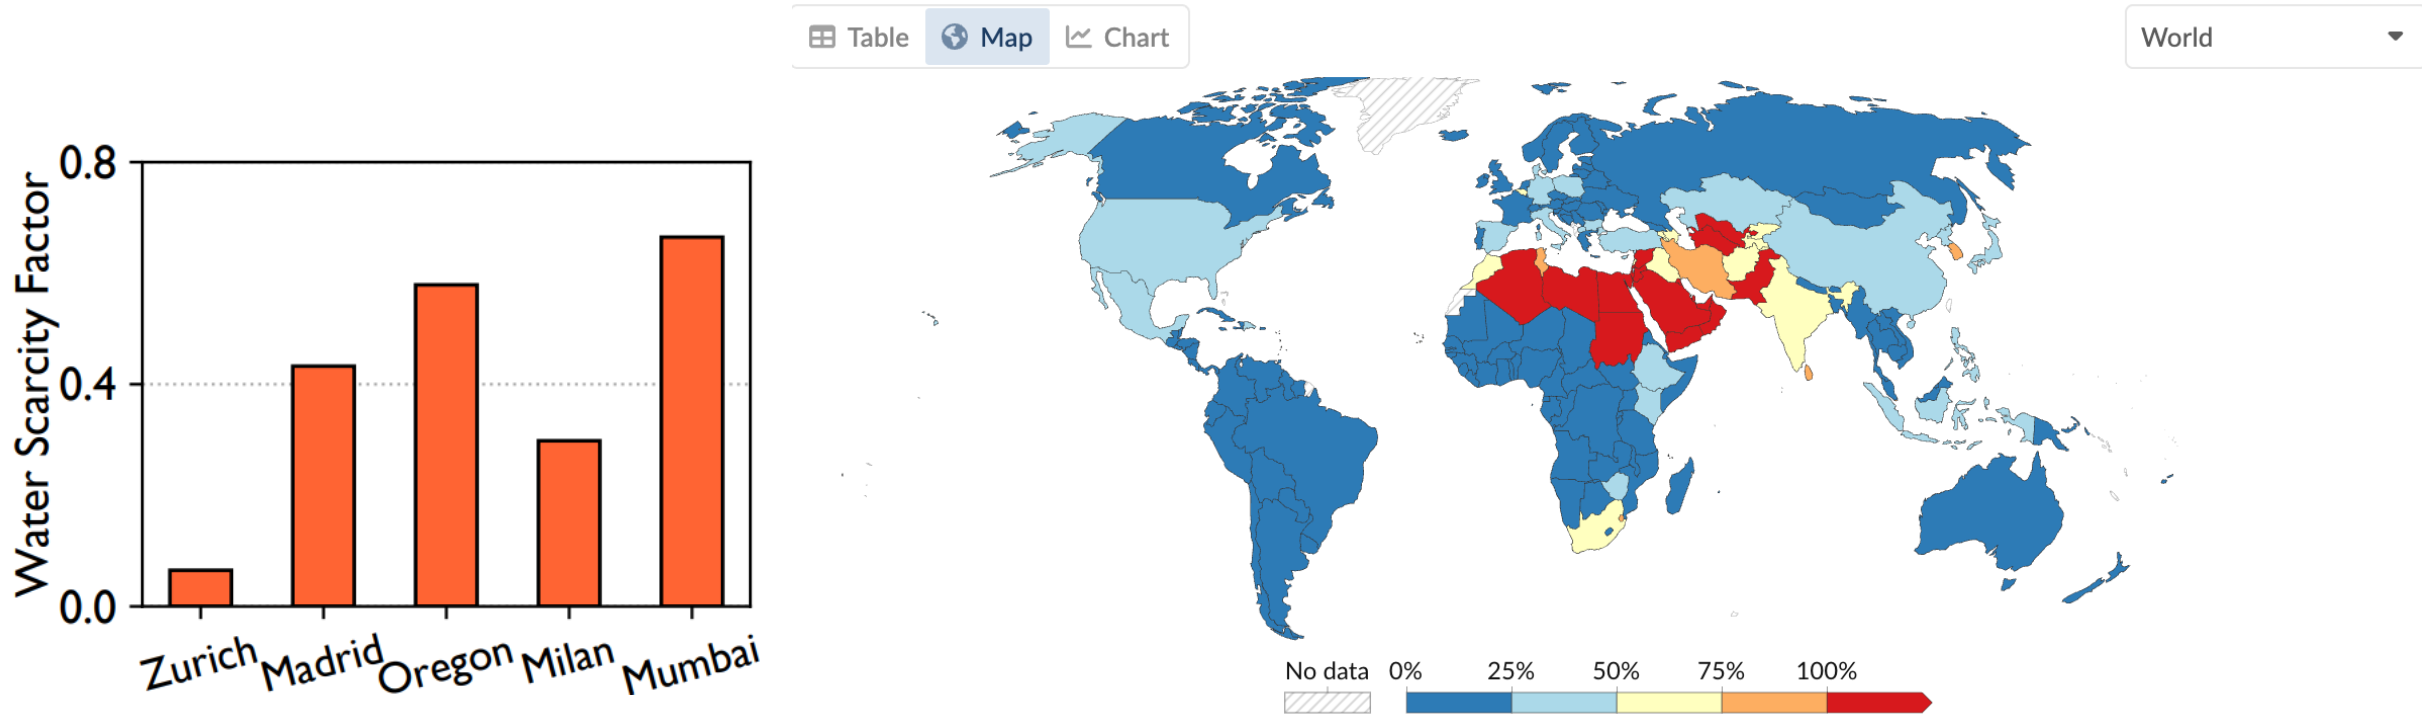 Water Scarcity Factor
0.8
0.4
0.0
Zurich Madrid Oregon Milan Mumbai
Table Map Chart
World
No data 0% 25% 50% 75% 100%